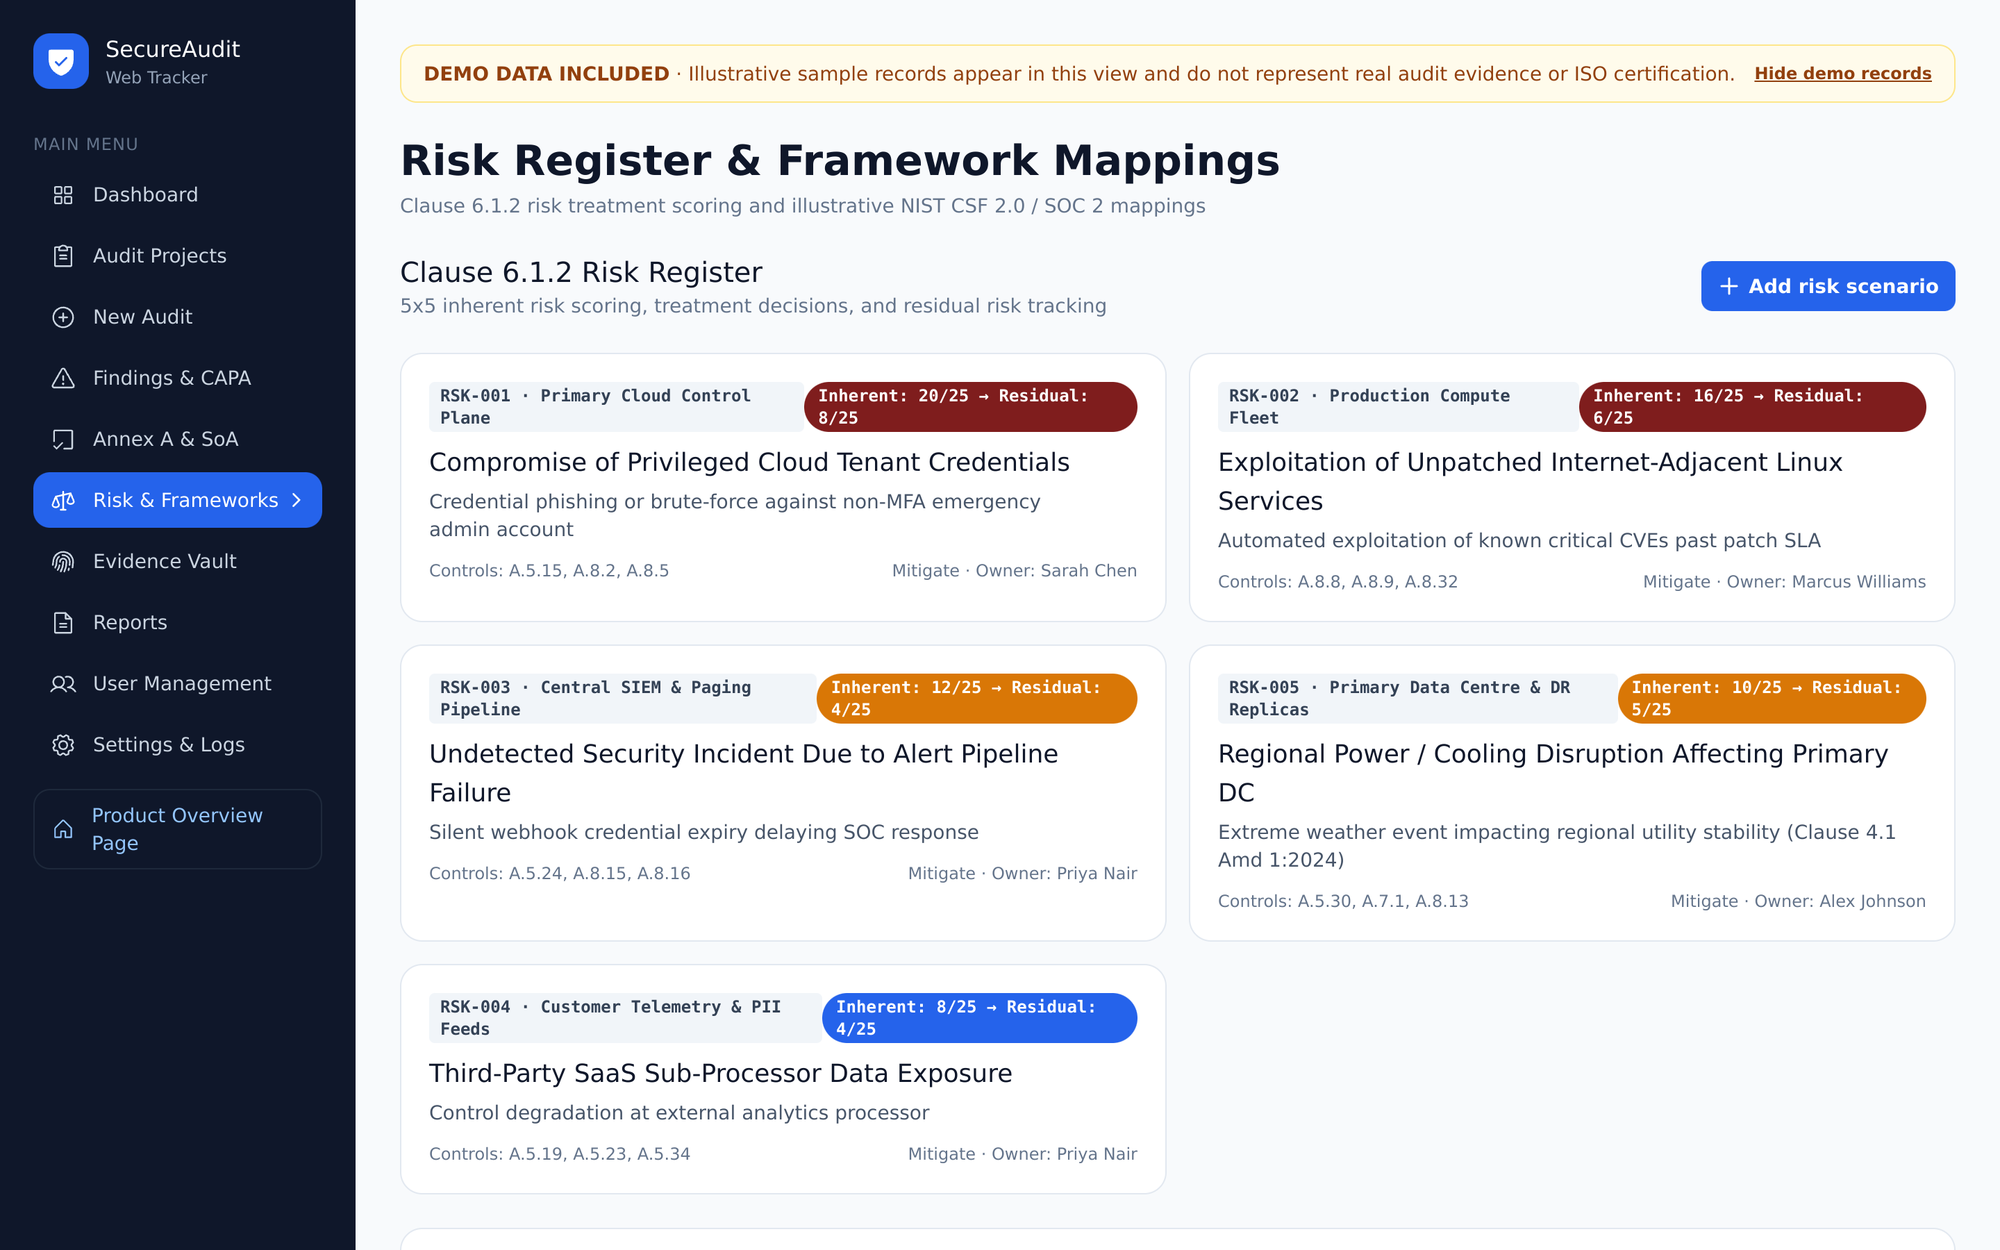 SecureAudit
Web Tracker
MAIN MENU
Dashboard
Audit Projects
New Audit
Findings & CAPA
Annex A & SoA
Risk & Frameworks
Evidence Vault
Reports
User Management
Settings & Logs
Product Overview
Page
DEMO DATA INCLUDED · Illustrative sample records appear in this view and do not represent real audit evidence or ISO certification. Hide demo records
Risk Register & Framework Mappings
Clause 6.1.2 risk treatment scoring and illustrative NIST CSF 2.0 / SOC 2 mappings
Clause 6.1.2 Risk Register
5x5 inherent risk scoring, treatment decisions, and residual risk tracking
Add risk scenario
RSK-001 · Primary Cloud Control
Plane
Inherent: 20/25 → Residual:
8/25
Compromise of Privileged Cloud Tenant Credentials
Credential phishing or brute-force against non-MFA emergency
admin account
Controls: A.5.15, A.8.2, A.8.5
Mitigate · Owner: Sarah Chen
RSK-002 · Production Compute
Fleet
Inherent: 16/25 → Residual:
6/25
Exploitation of Unpatched Internet-Adjacent Linux
Services
Automated exploitation of known critical CVEs past patch SLA
Controls: A.8.8, A.8.9, A.8.32
Mitigate · Owner: Marcus Williams
RSK-003 · Central SIEM & Paging
Pipeline
Inherent: 12/25 → Residual:
4/25
Undetected Security Incident Due to Alert Pipeline
Failure
Silent webhook credential expiry delaying SOC response
Controls: A.5.24, A.8.15, A.8.16
Mitigate · Owner: Priya Nair
RSK-005 · Primary Data Centre & DR
Replicas
Inherent: 10/25 → Residual:
5/25
Regional Power / Cooling Disruption Affecting Primary
DC
Extreme weather event impacting regional utility stability (Clause 4.1
Amd 1:2024)
Controls: A.5.30, A.7.1, A.8.13
Mitigate · Owner: Alex Johnson
RSK-004 · Customer Telemetry & PII
Feeds
Inherent: 8/25 → Residual:
4/25
Third-Party SaaS Sub-Processor Data Exposure
Control degradation at external analytics processor
Controls: A.5.19, A.5.23, A.5.34
Mitigate · Owner: Priya Nair